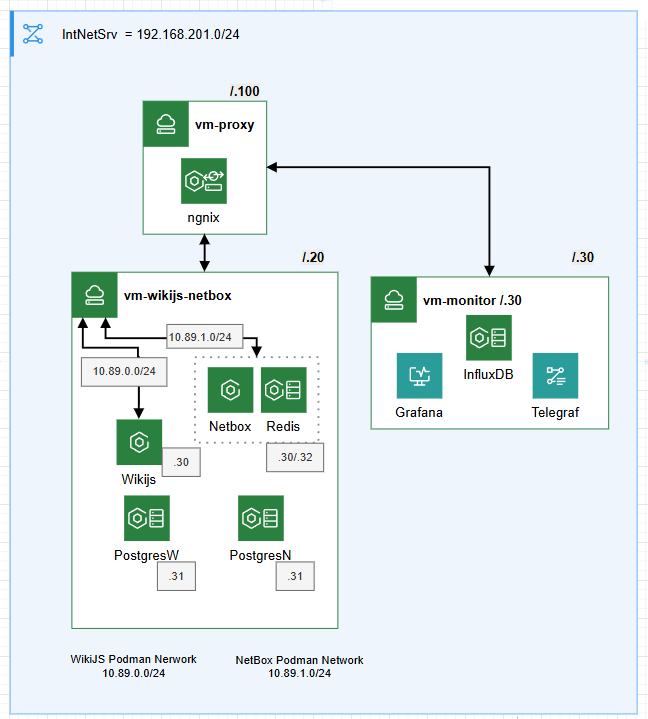 IntNetSrv = 192.168.201.0/24
/.100
vm-proxy
ngnix
/.20
/.30
vm-wikijs-netbox
vm-monitor /.30
10.89.1.0/24
10.89.0.0/24
InfluxDB
Grafana
Telegraf
Netbox
Redis
.30/.32
.30
Wikijs
PostgresW
PostgresN
.31
.31
WikiJS Podman Nerwork
10.89.0.0/24
NetBox Podman Network
10.89.1.0/24